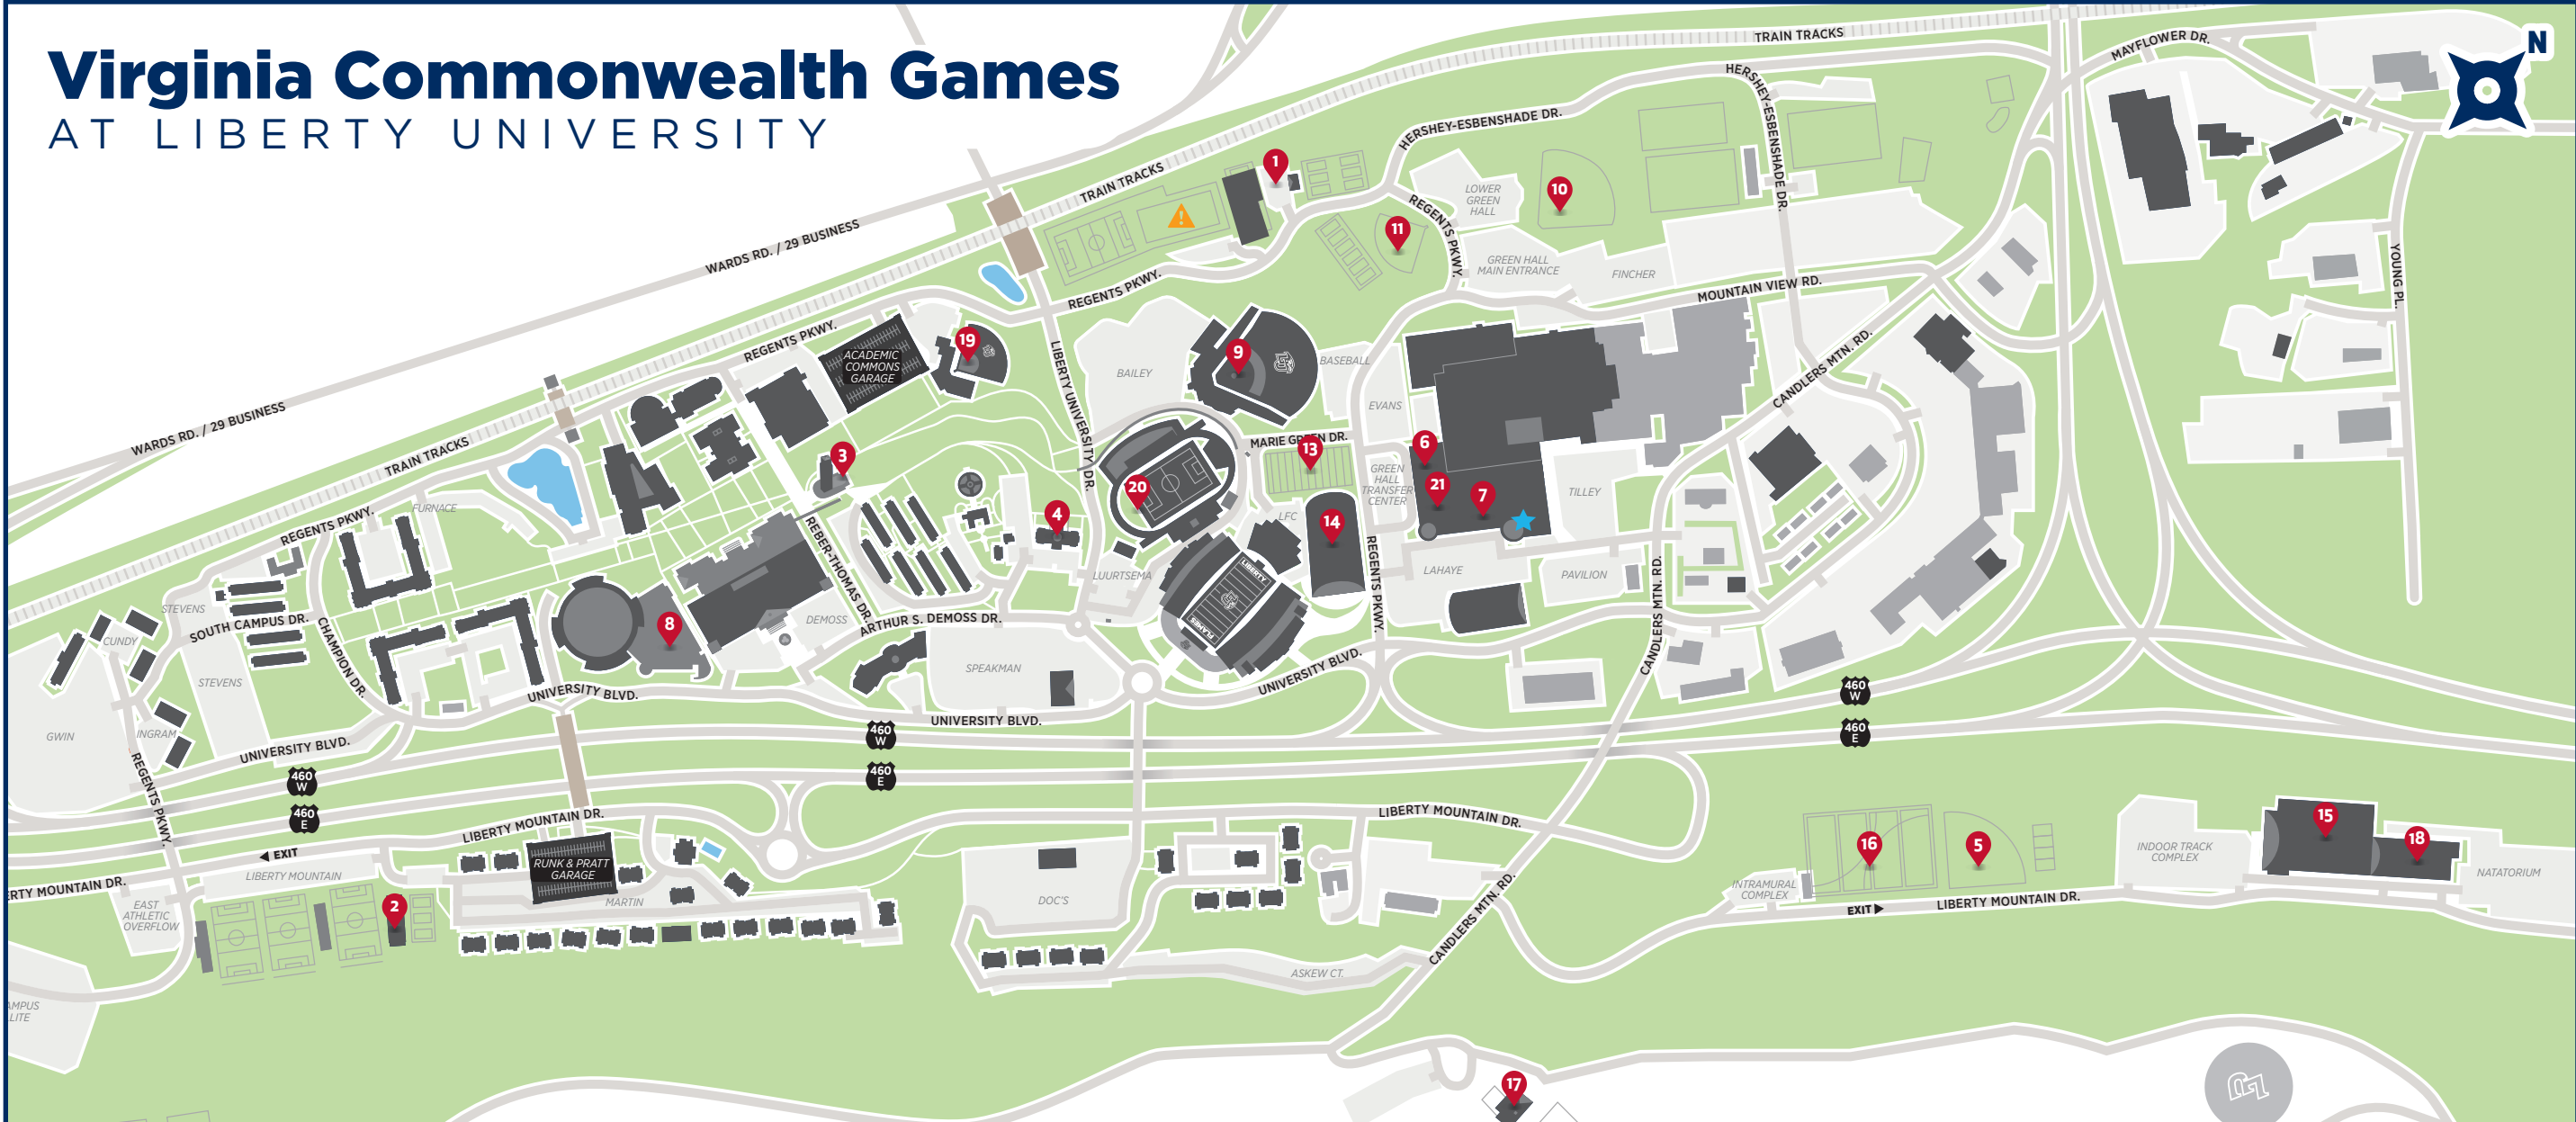 Virginia Commonwealth Games
AT LIBERTY UNIVERSITY
N
TRAIN TRACKS
MAYFLOWER DR.
HERSHEY-ESBENSHADE DR.
HERSHEY-ESBENSHADE DR.
1
TRAIN TRACKS
LOWER
GREEN
HALL
10
REGENTS PKWY.
11
WARDS RD. / 29 BUSINESS
GREEN HALL
MAIN ENTRANCE
FINCHER
YOUNG PL.
REGENTS PKWY.
MOUNTAIN VIEW RD.
REGENTS PKWY.
ACADEMIC
COMMONS
GARAGE
19
LIBERTY UNIVERSITY DR.
BAILEY
9
BASEBALL
CANDLERS MTN. RD.
EVANS
WARDS RD. / 29 BUSINESS
TRAIN TRACKS
3
MARIE GREEN DR.
13
6
GREEN
HALL
TRANSFER
CENTER
21
7
TILLEY
20
FURNACE
REGENTS PKWY.
4
LFC
14
REBER-THOMAS DR.
REGENTS PKWY.
LUURTSEMA
LIBERTY
FLAMES
LAHAYE
PAVILION
CANDLERS MTN. RD.
STEVENS
SOUTH CAMPUS DR.
CUNDY
CHAMPION DR.
8
DEMOSS
ARTHUR S. DEMOSS DR.
SPEAKMAN
STEVENS
UNIVERSITY BLVD.
UNIVERSITY BLVD.
UNIVERSITY BLVD.
GWIN
INGRAM
UNIVERSITY BLVD.
460
W
460
W
460
W
460
E
460
E
460
E
REGENTS PKWY.
LIBERTY MOUNTAIN DR.
LIBERTY MOUNTAIN DR.
EXIT
RUNK & PRATT
GARAGE
LIBERTY MOUNTAIN
ERTY MOUNTAIN DR.
MARTIN
EAST
ATHLETIC
OVERFLOW
2
DOC'S
CANDLERS MTN. RD.
ASKEW CT.
16
5
INTRAMURAL
COMPLEX
EXIT
LIBERTY MOUNTAIN DR.
INDOOR TRACK
COMPLEX
15
18
NATATORIUM
AMPUS
LITE
17